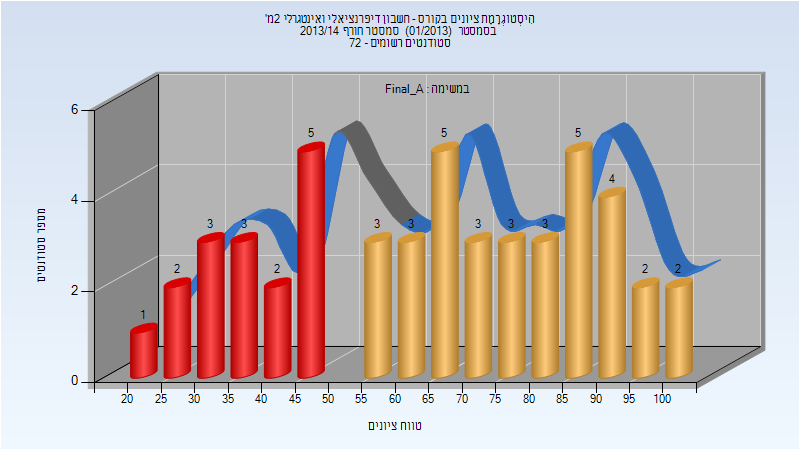 הִיסְטוֹגְרָמַת ציונים בקורס - חשבון דיפרנציאלי ואינטגרלי 2מ'
בסמסטר (01/2013) סמסטר חורף 2013/14
סטודנטים רשומים - 72
במשימה : Final_A
מספר סטודנטים
6
4
2
0
1
2
3
3
2
5
3
3
5
3
3
3
5
4
2
2
20 25 30 35 40 45 50 55 60 65 70 75 80 85 90 95 100
טווח ציונים